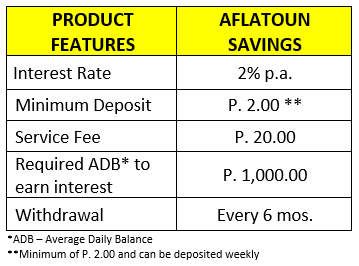 PRODUCT FEATURES AFLATOUN SAVINGS
Interest Rate 2% p.a.
Minimum Deposit P. 2.00 **
Service Fee P. 20.00
Required ADB* to earn interest P. 1,000.00
Withdrawal Every 6 mos.
*ADB – Average Daily Balance
**Minimum of P. 2.00 and can be deposited weekly